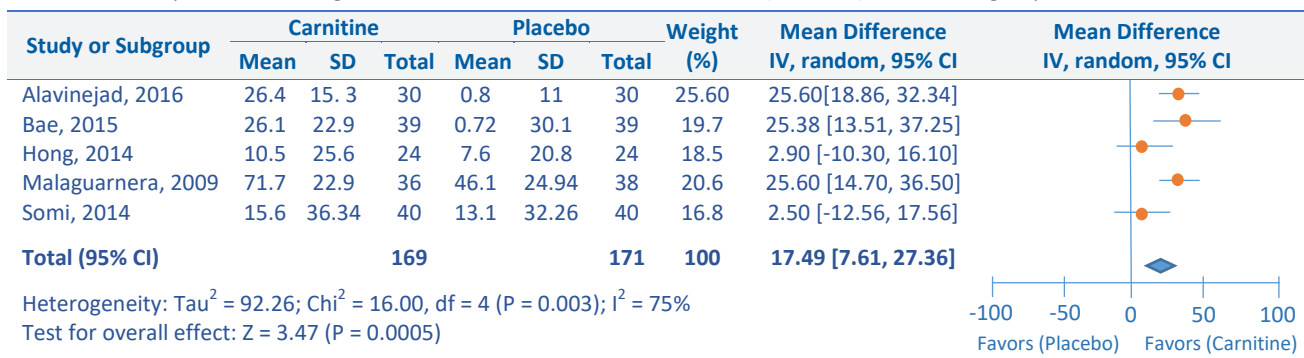 Study or Subgroup Carnitine Placebo Weight (%) Mean Difference IV, random, 95% CI Mean Difference IV, random, 95% CI
Mean SD Total Mean SD Total
Alavinejad, 2016 26.4 15. 3 30 0.8 11 30 25.60 25.60[18.86, 32.34]
Bae, 2015 26.1 22.9 39 0.72 30.1 39 19.7 25.38 [13.51, 37.25]
Hong, 2014 10.5 25.6 24 7.6 20.8 24 18.5 2.90 [-10.30, 16.10]
Malaguarnera, 2009 71.7 22.9 36 46.1 24.94 38 20.6 25.60 [14.70, 36.50]
Somi, 2014 15.6 36.34 40 13.1 32.26 40 16.8 2.50 [-12.56, 17.56]
Total (95% CI) 169 171 100 17.49 [7.61, 27.36]
Heterogeneity: Tau² = 92.26; Chi² = 16.00, df = 4 (P = 0.003); I² = 75%
Test for overall effect: Z = 3.47 (P = 0.0005)
-100 -50 0 50 100
Favors (Placebo) Favors (Carnitine)